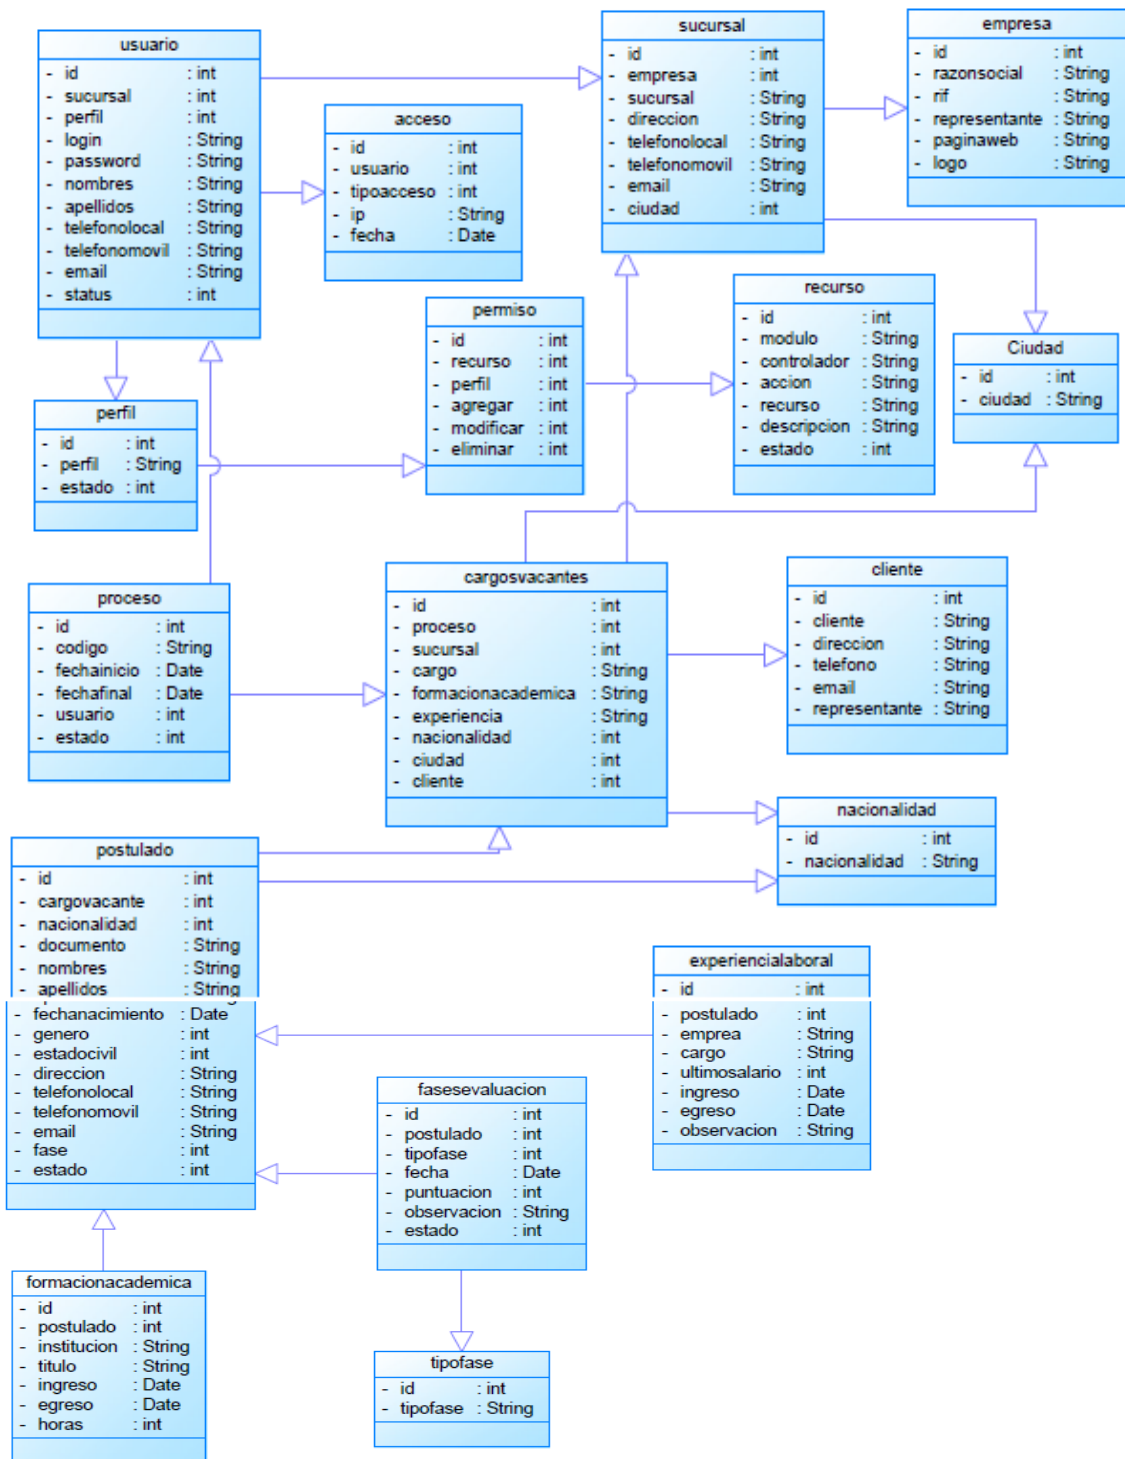 usuario
- id : int
- sucursal : int
- perfil : int
- login : String
- password : String
- nombres : String
- apellidos : String
- telefonolocal : String
- telefonomovil : String
- email : String
- status : int
acceso
- id : int
- usuario : int
- tipoacceso : int
- ip : String
- fecha : Date
sucursal
- id : int
- empresa : int
- sucursal : String
- direccion : String
- telefonolocal : String
- telefonomovil : String
- email : String
- ciudad : int
empresa
- id : int
- razonsocial : String
- rif : String
- representante : String
- paginaweb : String
- logo : String
perfil
- id : int
- perfil : String
- estado : int
permiso
- id : int
- recurso : int
- perfil : int
- agregar : int
- modificar : int
- eliminar : int
recurso
- id : int
- modulo : String
- controlador : String
- accion : String
- recurso : String
- descripcion : String
- estado : int
Ciudad
- id : int
- ciudad : String
proceso
- id : int
- codigo : String
- fechainicio : Date
- fechafinal : Date
- usuario : int
- estado : int
cargosvacantes
- id : int
- proceso : int
- sucursal : int
- cargo : String
- formacionacademica : String
- experiencia : String
- nacionalidad : int
- ciudad : int
- cliente : int
cliente
- id : int
- cliente : String
- direccion : String
- telefono : String
- email : String
- representante : String
nacionalidad
- id : int
- nacionalidad : String
postulado
- id : int
- cargovacante : int
- nacionalidad : int
- documento : String
- nombres : String
- apellidos : String
- fechanacimiento : Date
- genero : int
- estadocivil : int
- direccion : String
- telefonolocal : String
- telefonomovil : String
- email : String
- fase : int
- estado : int
experiencialaboral
- id : int
- postulado : int
- emprea : String
- cargo : String
- ultimosalario : int
- ingreso : Date
- egreso : Date
- observacion : String
fasesevaluacion
- id : int
- postulado : int
- tipofase : int
- fecha : Date
- puntuacion : int
- observacion : String
- estado : int
formacionacademica
- id : int
- postulado : int
- institucion : String
- titulo : String
- ingreso : Date
- egreso : Date
- horas : int
tipofase
- id : int
- tipofase : String